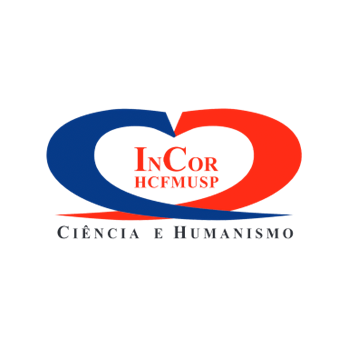 InCor
HCFMUSP
Ciência e Humanismo